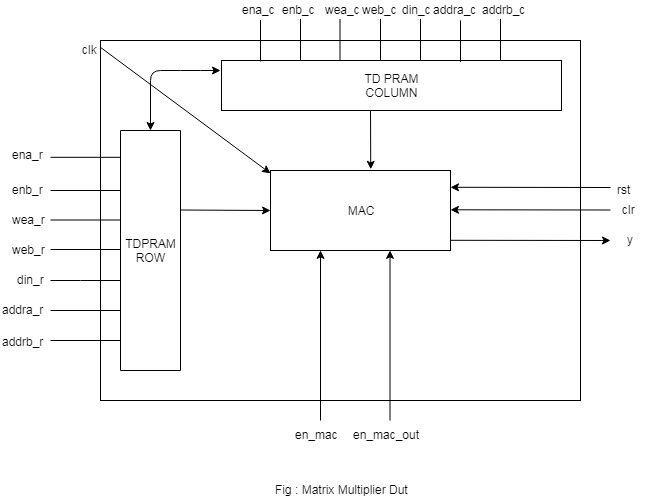 ena_c enb_c wea_c web_c din_c addra_c addrb_c
clk
TD PRAM
COLUMN
ena_r
enb_r
wea_r
web_r
din_r
addra_r
addrb_r
TDPRAM
ROW
MAC
rst
clr
y
en_mac en_mac_out
Fig : Matrix Multiplier Dut